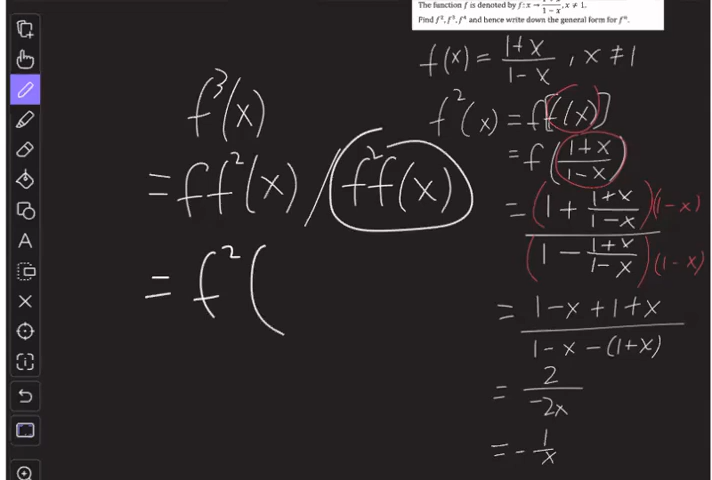 The function f is denoted by f : x → 1+x/1−x, x ≠ 1.
Find f², f³, f⁴ and hence write down the general form for fⁿ.
f(x) = 1+x/1−x, x ≠ 1
f²(x) = f[f(x)]
= f(1+x/1−x)
= (1 + 1+x/1−x)(1−x) / (1 − 1+x/1−x)(1−x)
= 1−x+1+x / 1−x−(1+x)
= 2/−2x
= −1/x
f³(x)
= ff²(x) / f²f(x)
= f²(
A